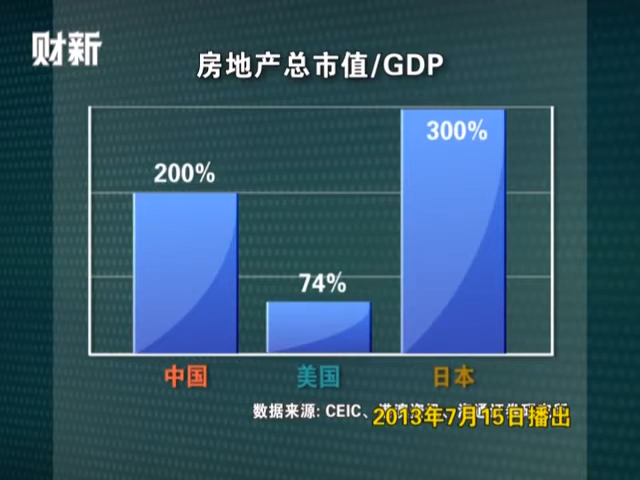 财新
房地产总市值/GDP
300%
200%
74%
中国
美国
日本
数据来源: CEIC、
2013年7月15日播出